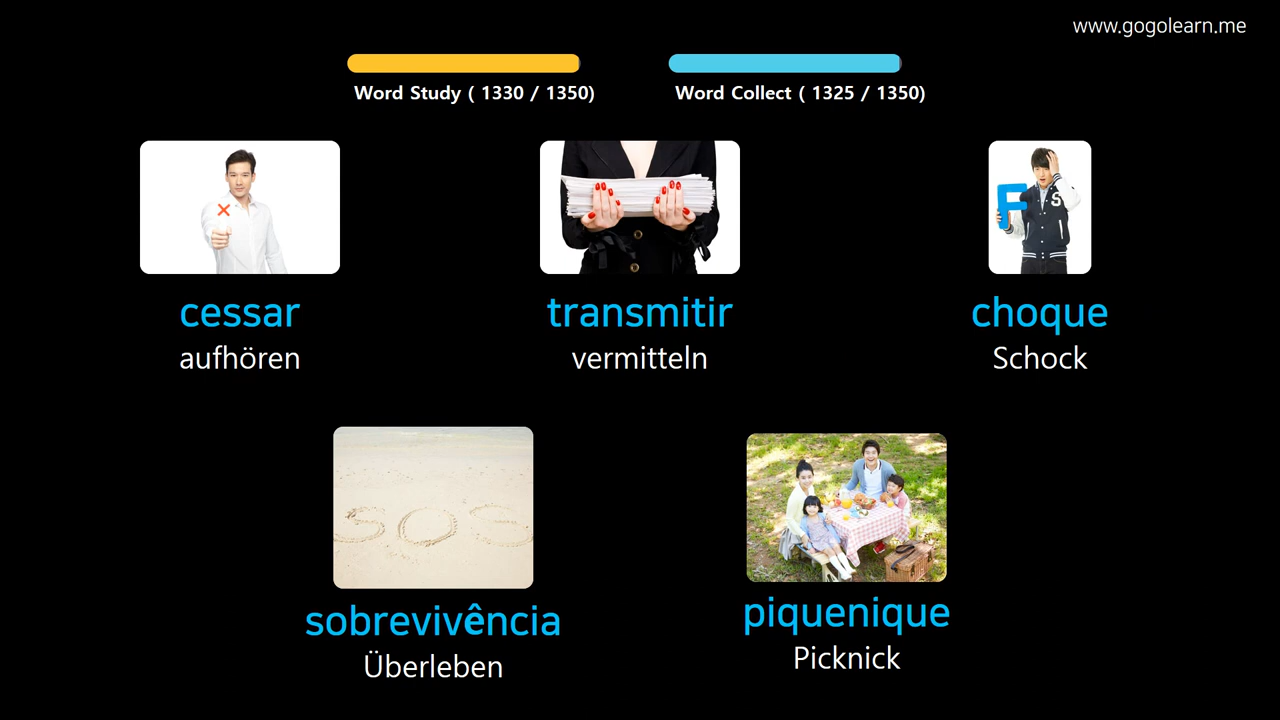 www.gogolearn.me
Word Study ( 1330 / 1350)
Word Collect ( 1325 / 1350)
F
S
cessar
transmitir
choque
aufhören
vermitteln
Schock
SOS
sobrevivência
piquenique
Überleben
Picknick